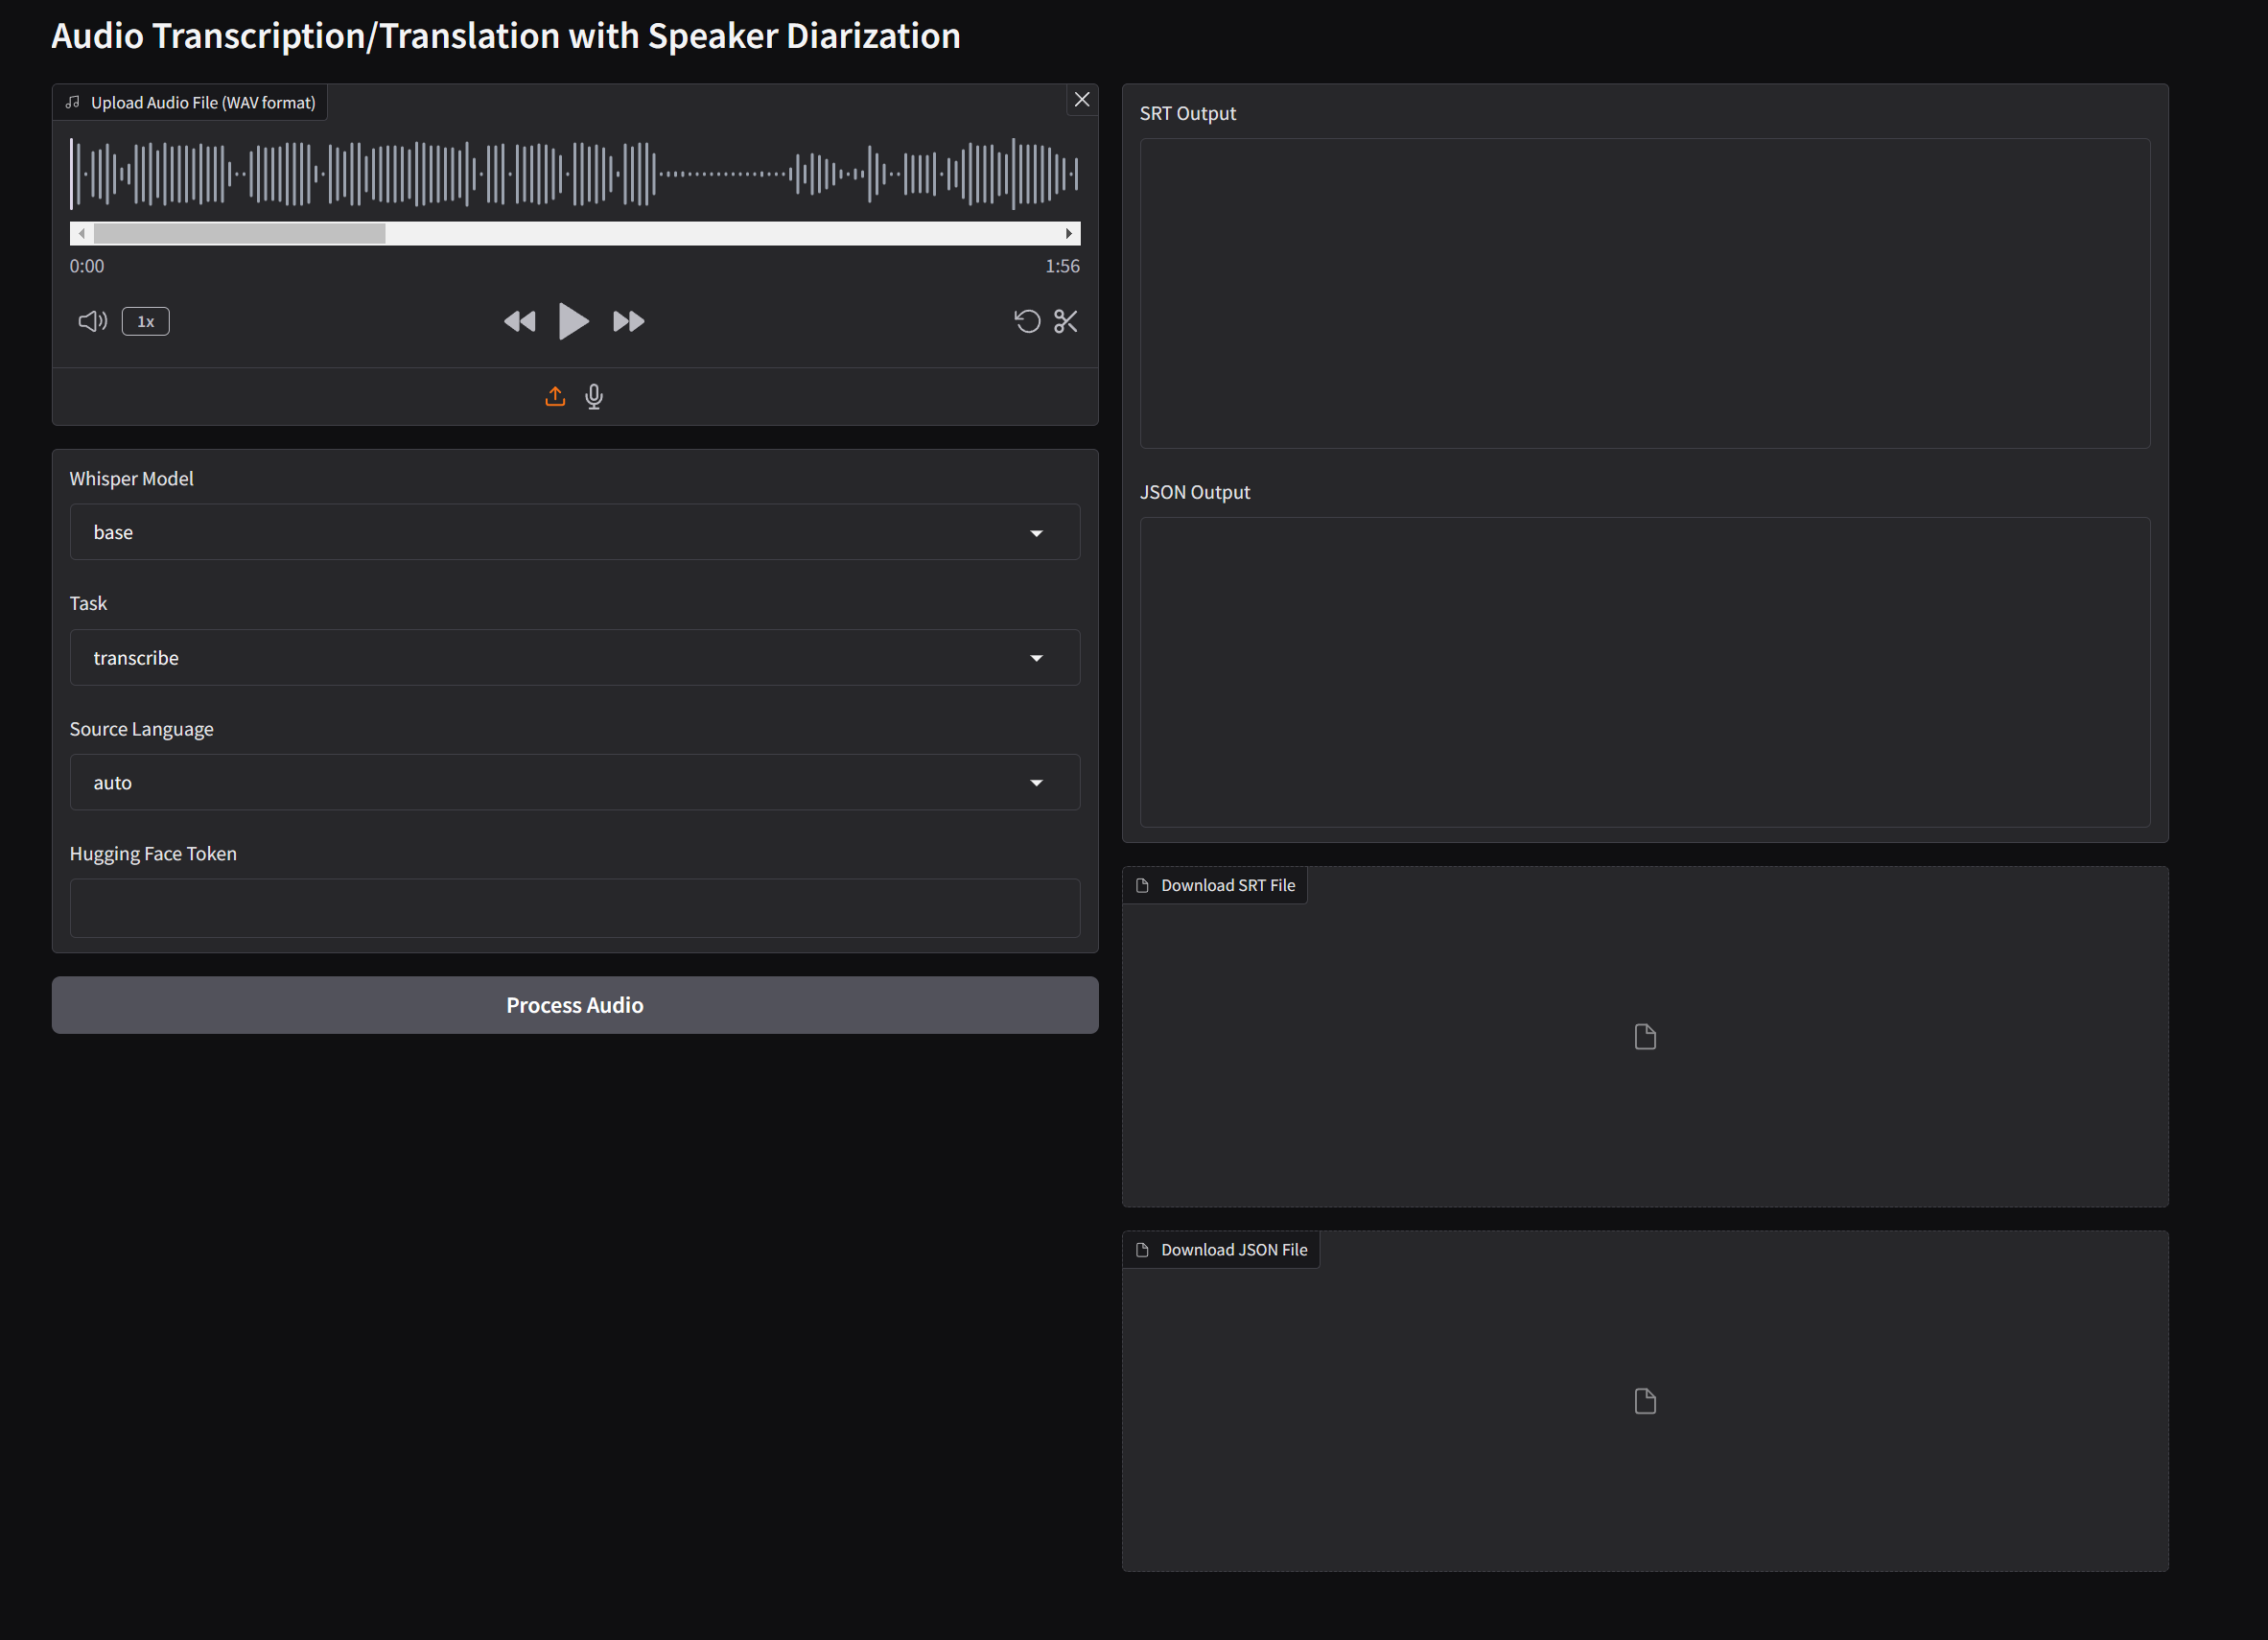 Audio Transcription/Translation with Speaker Diarization
Upload Audio File (WAV format)
0:00
1:56
1x
Whisper Model
base
Task
transcribe
Source Language
auto
Hugging Face Token
Process Audio
SRT Output
JSON Output
Download SRT File
Download JSON File